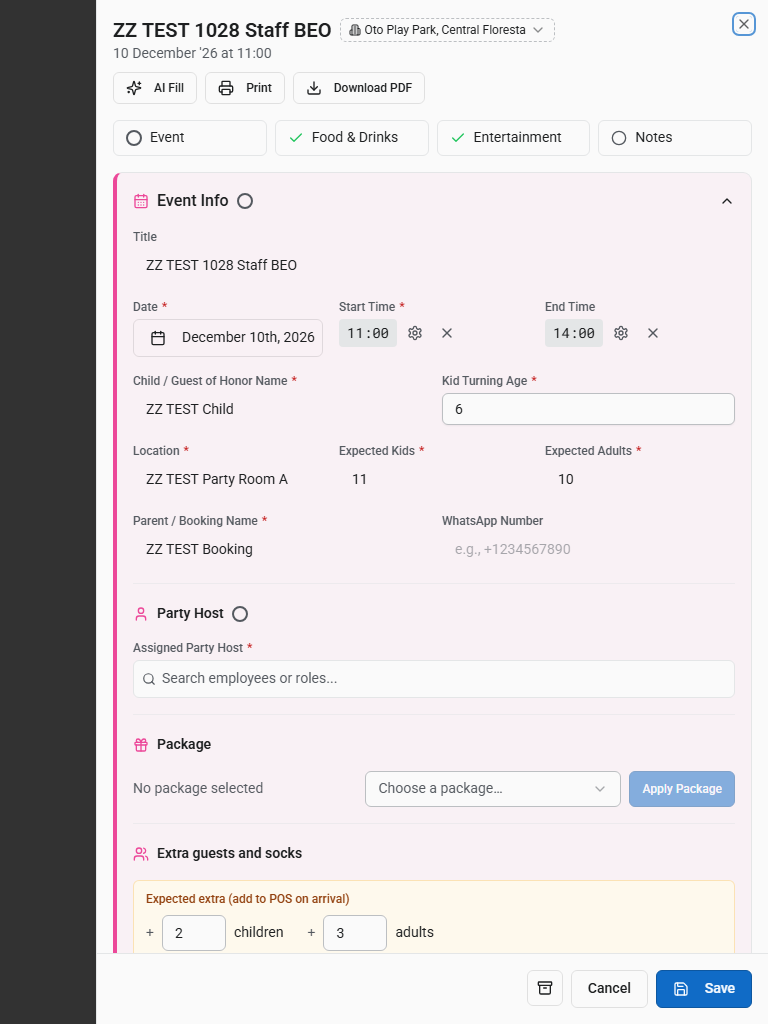 ZZ TEST 1028 Staff BEO
Oto Play Park, Central Floresta
10 December '26 at 11:00
AI Fill
Print
Download PDF
Event
Food & Drinks
Entertainment
Notes
Event Info
Title
ZZ TEST 1028 Staff BEO
Date *
Start Time *
End Time
December 10th, 2026
11:00
14:00
Child / Guest of Honor Name *
Kid Turning Age *
ZZ TEST Child
6
Location *
Expected Kids *
Expected Adults *
ZZ TEST Party Room A
11
10
Parent / Booking Name *
WhatsApp Number
ZZ TEST Booking
e.g., +1234567890
Party Host
Assigned Party Host *
Search employees or roles...
Package
No package selected
Choose a package...
Apply Package
Extra guests and socks
Expected extra (add to POS on arrival)
+ 2 children + 3 adults
Cancel
Save